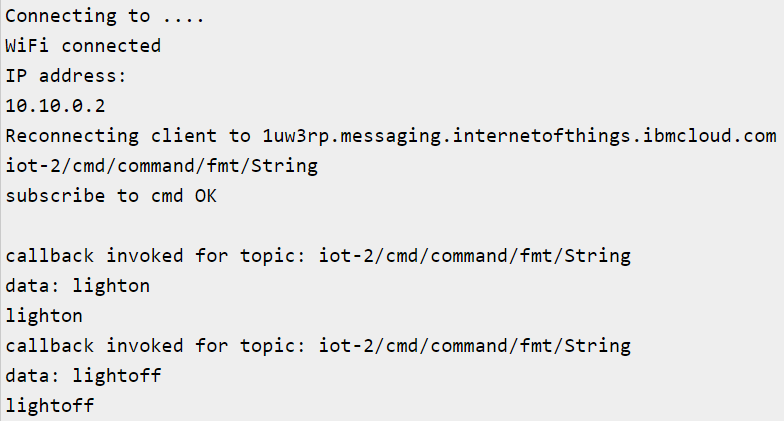 Connecting to ....
WiFi connected
IP address:
10.10.0.2
Reconnecting client to 1uw3rp.messaging.internetofthings.ibmcloud.com
iot-2/cmd/command/fmt/String
subscribe to cmd OK
callback invoked for topic: iot-2/cmd/command/fmt/String
data: lighton
lighton
callback invoked for topic: iot-2/cmd/command/fmt/String
data: lightoff
lightoff